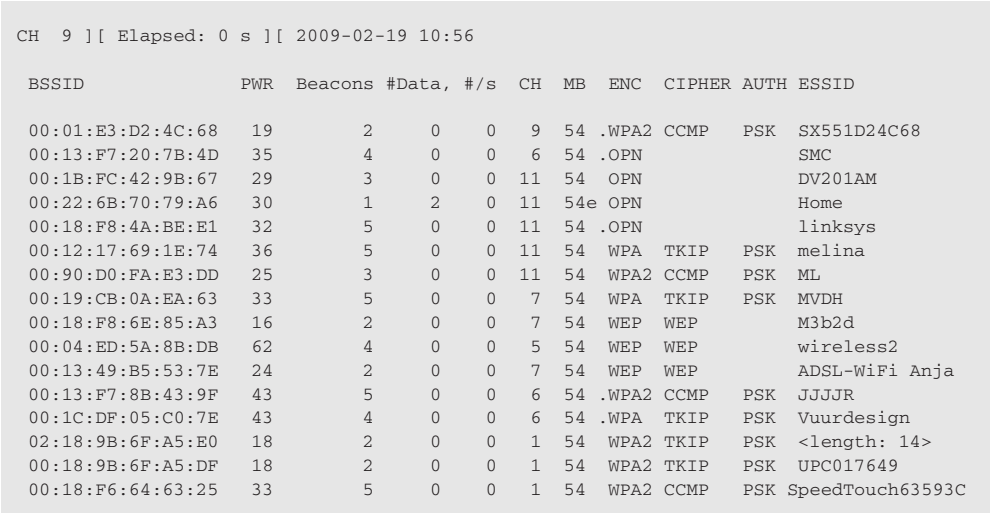 CH  9 ][ Elapsed: 0 s ][ 2009-02-19 10:56
BSSID              PWR  Beacons #Data, #/s  CH  MB  ENC  CIPHER AUTH ESSID
00:01:E3:D2:4C:68  19        2    0    0   9  54 .WPA2 CCMP   PSK  SX551D24C68
00:13:F7:20:7B:4D  35        4    0    0   6  54 .OPN              SMC
00:1B:FC:42:9B:67  29        3    0    0  11  54  OPN              DV201AM
00:22:6B:70:79:A6  30        1    2    0  11  54e OPN              Home
00:18:F8:4A:BE:E1  32        5    0    0  11  54 .OPN              linksys
00:12:17:69:1E:74  36        5    0    0  11  54  WPA  TKIP   PSK  melina
00:90:D0:FA:E3:DD  25        3    0    0  11  54  WPA2 CCMP   PSK  ML
00:19:CB:0A:EA:63  33        5    0    0   7  54  WPA  TKIP   PSK  MVDH
00:18:F8:6E:85:A3  16        2    0    0   7  54  WEP  WEP         M3b2d
00:04:ED:5A:8B:DB  62        4    0    0   5  54  WEP  WEP         wireless2
00:13:49:B5:53:7E  24        2    0    0   7  54  WEP  WEP         ADSL-WiFi Anja
00:13:F7:8B:43:9F  43        5    0    0   6  54 .WPA2 CCMP   PSK  JJJJR
00:1C:DF:05:C0:7E  43        4    0    0   6  54 .WPA  TKIP   PSK  Vuurdesign
02:18:9B:6F:A5:E0  18        2    0    0   1  54  WPA2 TKIP   PSK  <length: 14>
00:18:9B:6F:A5:DF  18        2    0    0   1  54  WPA2 TKIP   PSK  UPC017649
00:18:F6:64:63:25  33        5    0    0   1  54  WPA2 CCMP   PSK SpeedTouch63593C